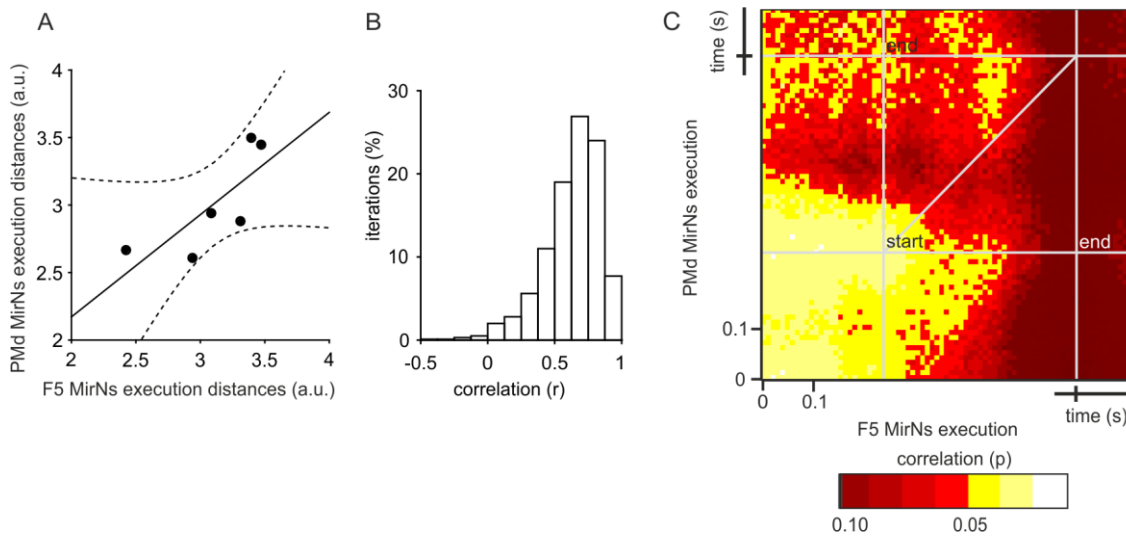 A
PMd MirNs execution distances (a.u.)
4
3.5
3
2.5
2
2 2.5 3 3.5 4
F5 MirNs execution distances (a.u.)
B
iterations (%)
30
20
10
0
-0.5 0 0.5 1
correlation (r)
C
time (s)
PMd MirNs execution
end
start
end
0.1
0
0 0.1
time (s)
F5 MirNs execution
correlation (p)
0.10 0.05